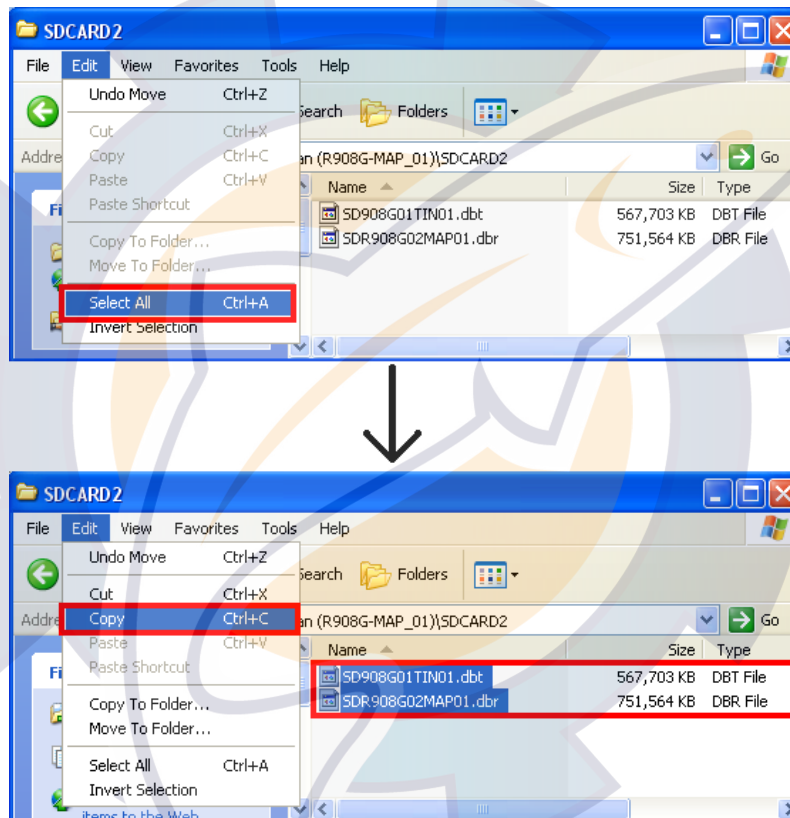 SDCARD2
File Edit View Favorites Tools Help
Undo Move Ctrl+Z
Search Folders
Cut Ctrl+X
Addre Copy Ctrl+C an (R908G-MAP_01)\SDCARD2 Go
Paste Ctrl+V Name Size Type
Fi Paste Shortcut SD908G01TIN01.dbt 567,703 KB DBT File
Copy To Folder... SDR908G02MAP01.dbr 751,564 KB DBR File
Move To Folder...
Select All Ctrl+A
Invert Selection
SDCARD2
File Edit View Favorites Tools Help
Undo Move Ctrl+Z
Search Folders
Cut Ctrl+X
Addre Copy Ctrl+C an (R908G-MAP_01)\SDCARD2 Go
Paste Ctrl+V Name Size Type
Fi Paste Shortcut SD908G01TIN01.dbt 567,703 KB DBT File
Copy To Folder... SDR908G02MAP01.dbr 751,564 KB DBR File
Move To Folder...
Select All Ctrl+A
Invert Selection
items to the Web